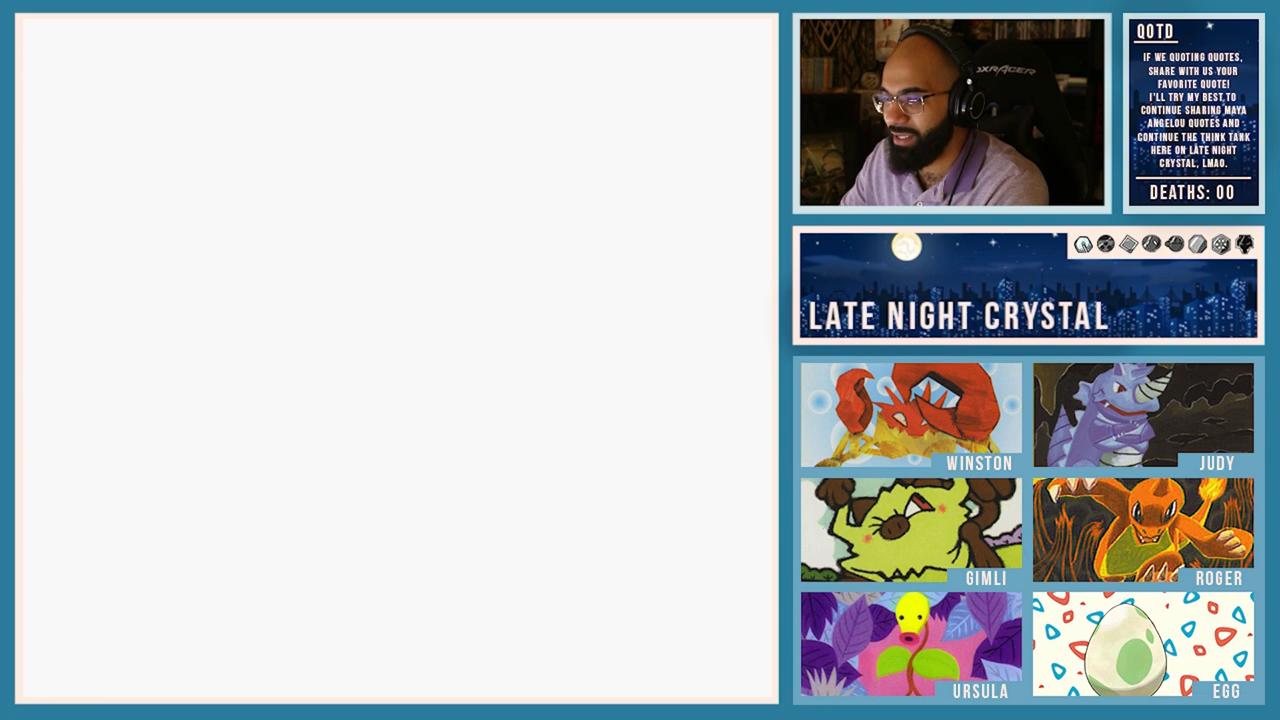 DXRACER
QOTD
IF WE QUOTING QUOTES,
SHARE WITH US YOUR
FAVORITE QUOTE!
I'LL TRY MY BEST TO
CONTINUE SHARING MAYA
ANGELOU QUOTES AND
CONTINUE THE THINK TANK
HERE ON LATE NIGHT
CRYSTAL, LMAO.
DEATHS: 00
LATE NIGHT CRYSTAL
WINSTON
JUDY
GIMLI
ROGER
URSULA
EGG